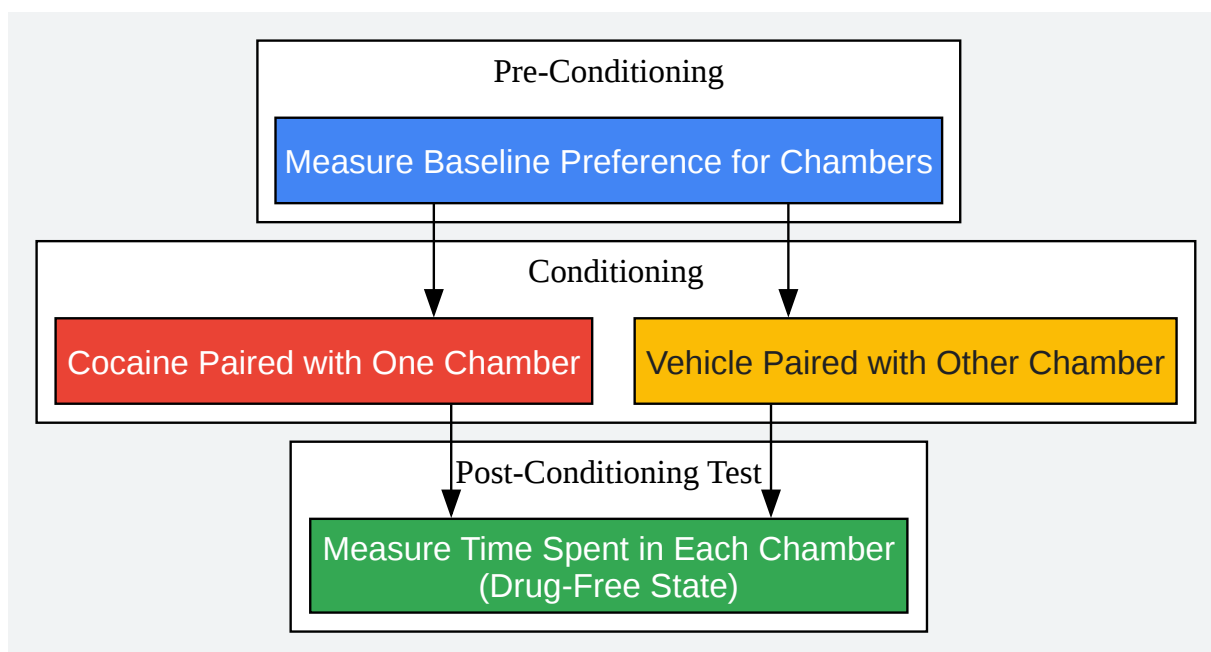 Pre-Conditioning
Measure Baseline Preference for Chambers
Conditioning
Cocaine Paired with One Chamber
Vehicle Paired with Other Chamber
Post-Conditioning Test
Measure Time Spent in Each Chamber
(Drug-Free State)